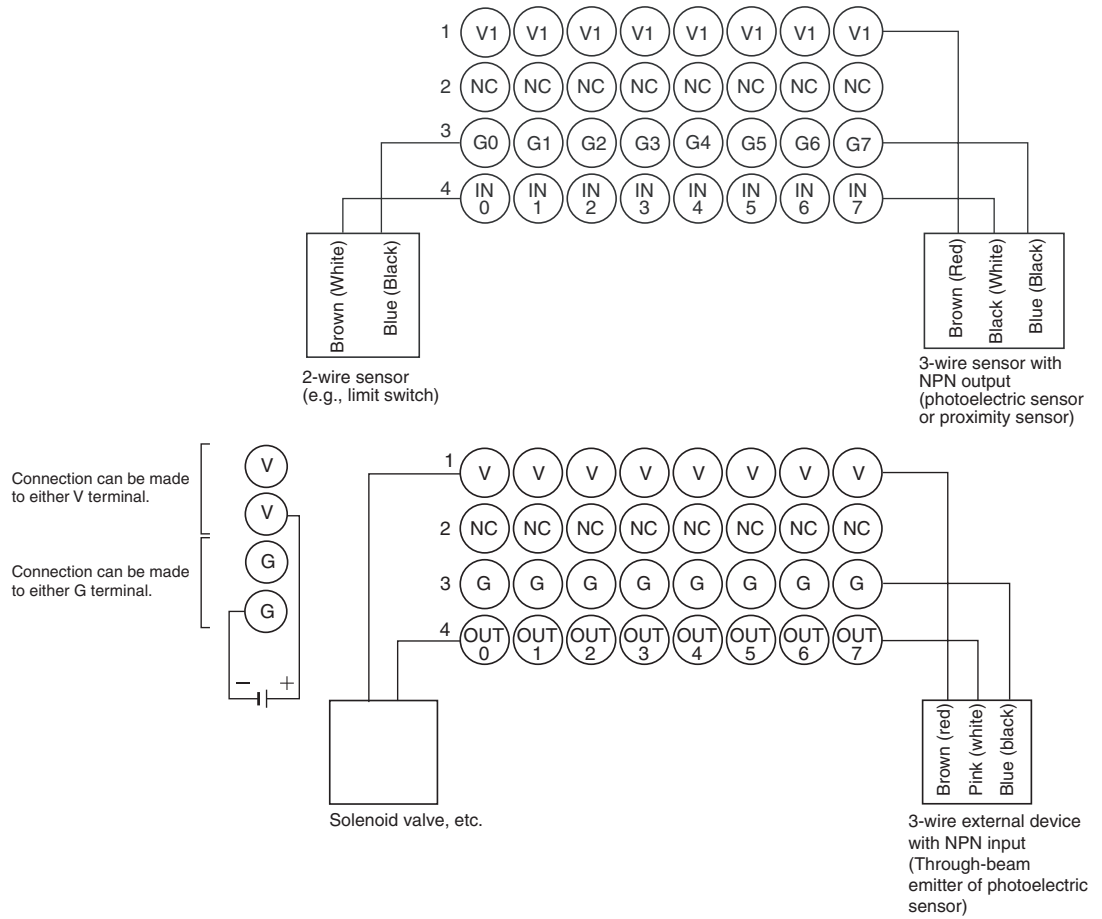 1 V1 V1 V1 V1 V1 V1 V1 V1
2 NC NC NC NC NC NC NC NC
3 G0 G1 G2 G3 G4 G5 G6 G7
4 IN 0 IN 1 IN 2 IN 3 IN 4 IN 5 IN 6 IN 7
Brown (White)
Blue (Black)
2-wire sensor
(e.g., limit switch)
Brown (Red)
Black (White)
Blue (Black)
3-wire sensor with
NPN output
(photoelectric sensor
or proximity sensor)
Connection can be made
to either V terminal.
Connection can be made
to either G terminal.
V
V
G
G
− +
1 V V V V V V V V
2 NC NC NC NC NC NC NC NC
3 G G G G G G G G
4 OUT 0 OUT 1 OUT 2 OUT 3 OUT 4 OUT 5 OUT 6 OUT 7
Solenoid valve, etc.
Brown (red)
Pink (white)
Blue (black)
3-wire external device
with NPN input
(Through-beam
emitter of photoelectric
sensor)